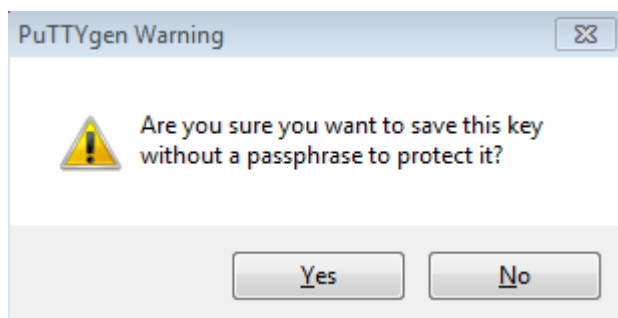 PuTTYgen Warning
Are you sure you want to save this key
without a passphrase to protect it?
Yes
No